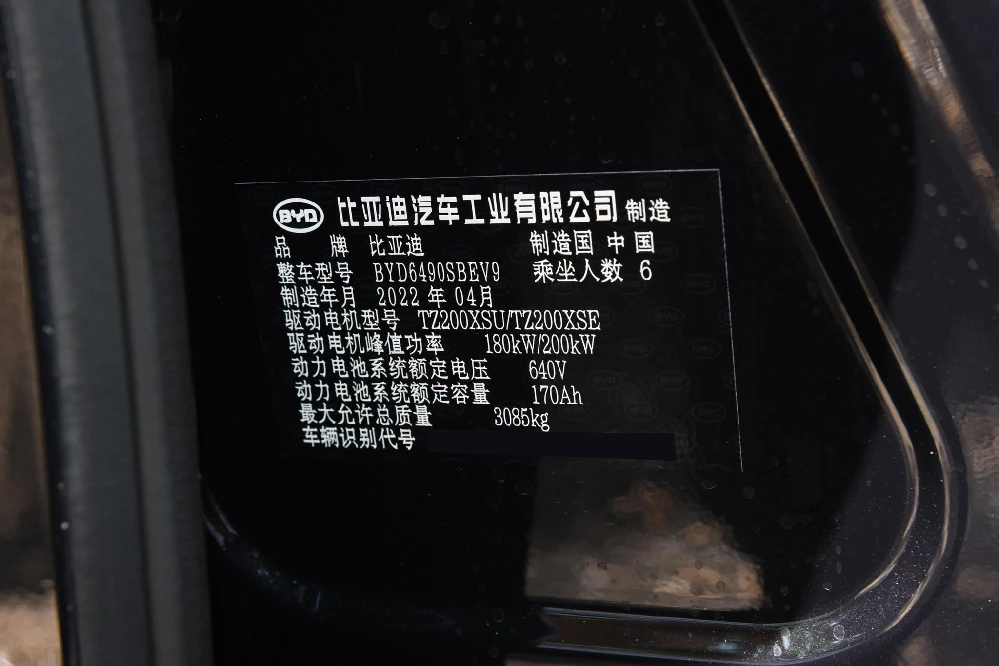 BYD 比亚迪汽车工业有限公司 制造
品 牌 比亚迪 制造国 中国
整车型号 BYD6490SBEV9 乘坐人数 6
制造年月 2022 年 04月
驱动电机型号 TZ200XSU/TZ200XSE
驱动电机峰值功率 180kW/200kW
动力电池系统额定电压 640V
动力电池系统额定容量 170Ah
最大允许总质量 3085kg
车辆识别代号